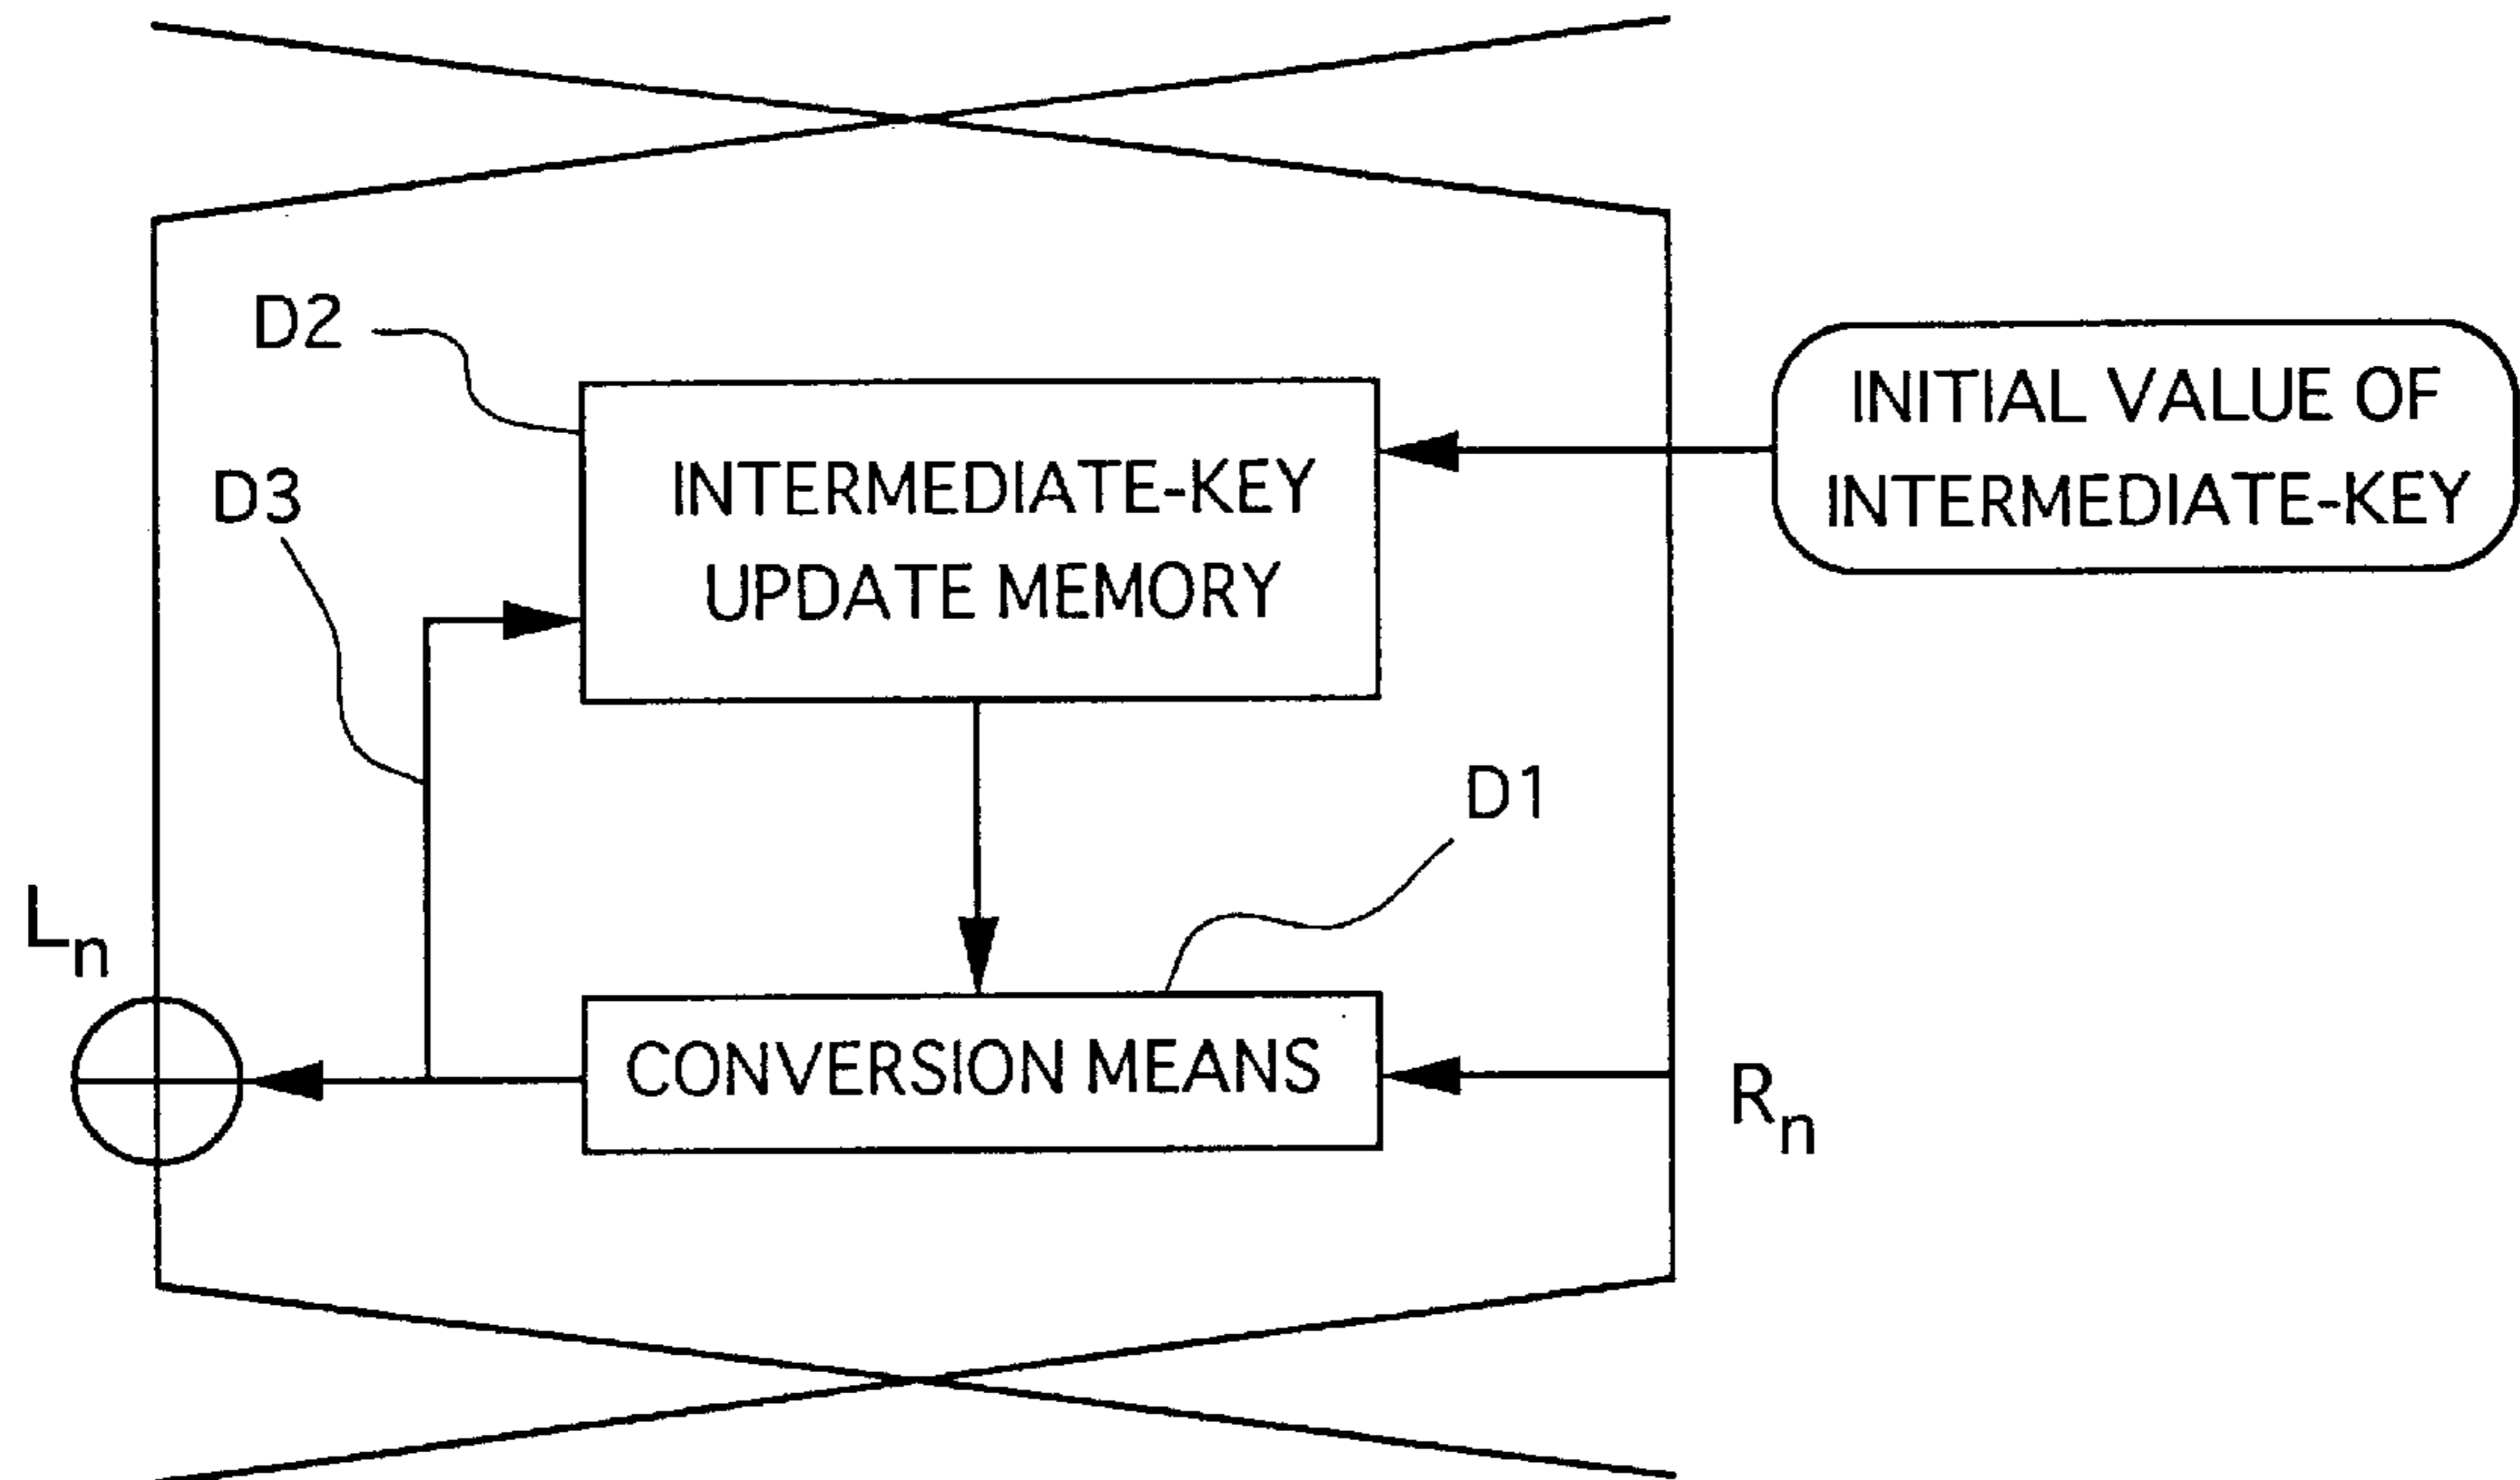 D2
INITIAL VALUE OF
INTERMEDIATE-KEY
D3
INTERMEDIATE-KEY
UPDATE MEMORY
D1
Ln
CONVERSION MEANS
Rn